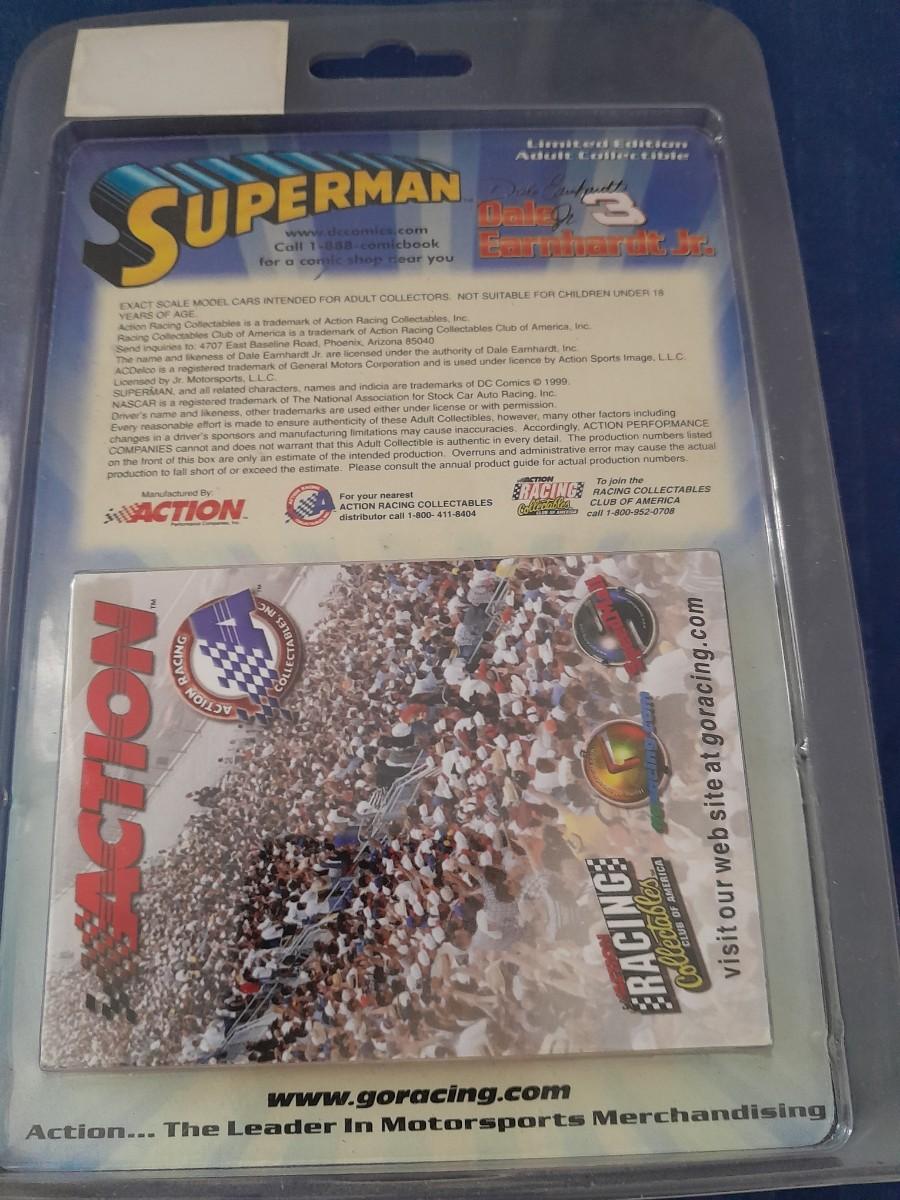 Limited Edition
Adult Collectible
SUPERMAN™
Dale Earnhardt Jr
Dale 3
Earnhardt Jr.
www.dccomics.com
Call 1-888-comicbook
for a comic shop near you
EXACT SCALE MODEL CARS INTENDED FOR ADULT COLLECTORS. NOT SUITABLE FOR CHILDREN UNDER 18
YEARS OF AGE.
Action Racing Collectables is a trademark of Action Racing Collectables, Inc.
Racing Collectables Club of America is a trademark of Action Racing Collectables Club of America, Inc.
Send inquiries to: 4707 East Baseline Road, Phoenix, Arizona 85040
The name and likeness of Dale Earnhardt Jr. are licensed under the authority of Dale Earnhardt, Inc.
ACDelco is a registered trademark of General Motors Corporation and is used under licence by Action Sports Image, L.L.C.
Licensed by Jr. Motorsports, L.L.C.
SUPERMAN, and all related characters, names and indicia are trademarks of DC Comics © 1999.
NASCAR is a registered trademark of The National Association for Stock Car Auto Racing, Inc.
Driver's name and likeness, other trademarks are used either under license or with permission.
Every reasonable effort is made to ensure authenticity of these Adult Collectibles, however, many other factors including
changes in a driver's sponsors and manufacturing limitations may cause inaccuracies. Accordingly, ACTION PERFORMANCE
COMPANIES cannot and does not warrant that this Adult Collectible is authentic in every detail. The production numbers listed
on the front of this box are only an estimate of the intended production. Overruns and administrative error may cause the actual
production to fall short of or exceed the estimate. Please consult the annual product guide for actual production numbers.
Manufactured By:
ACTION
Performance Companies, Inc.
For your nearest
ACTION RACING COLLECTABLES
distributor call 1-800- 411-8404
ACTION
RACING
Collectables
CLUB OF AMERICA
To join the
RACING COLLECTABLES
CLUB OF AMERICA
call 1-800-952-0708
ACTION™
ACTION RACING
COLLECTABLES INC
™
goracing.com
ACTION
RACING
Collectables
CLUB OF AMERICA
visit our web site at goracing.com
www.goracing.com
Action... The Leader In Motorsports Merchandising